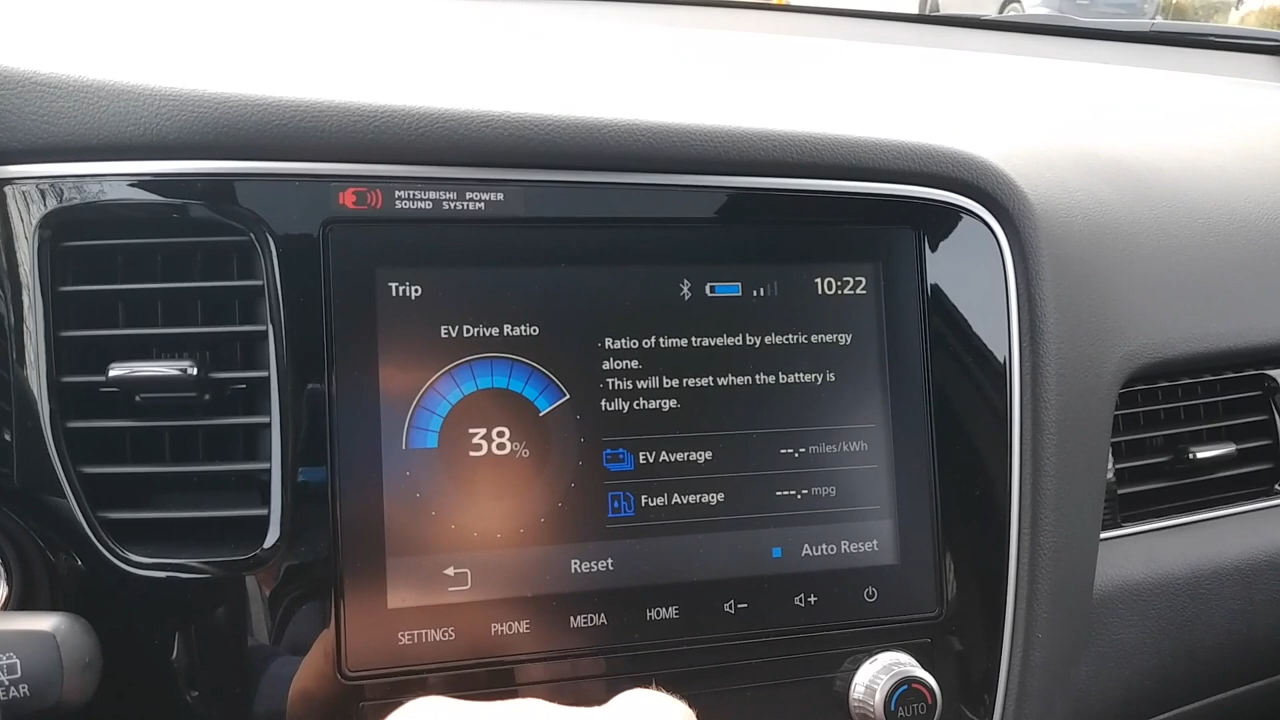 MITSUBISHI POWER
SOUND SYSTEM
Trip
10:22
EV Drive Ratio
38%
· Ratio of time traveled by electric energy
alone.
· This will be reset when the battery is
fully charge.
EV Average --.- miles/kWh
Fuel Average ---.- mpg
Reset
Auto Reset
SETTINGS
PHONE
MEDIA
HOME
EAR
AUTO